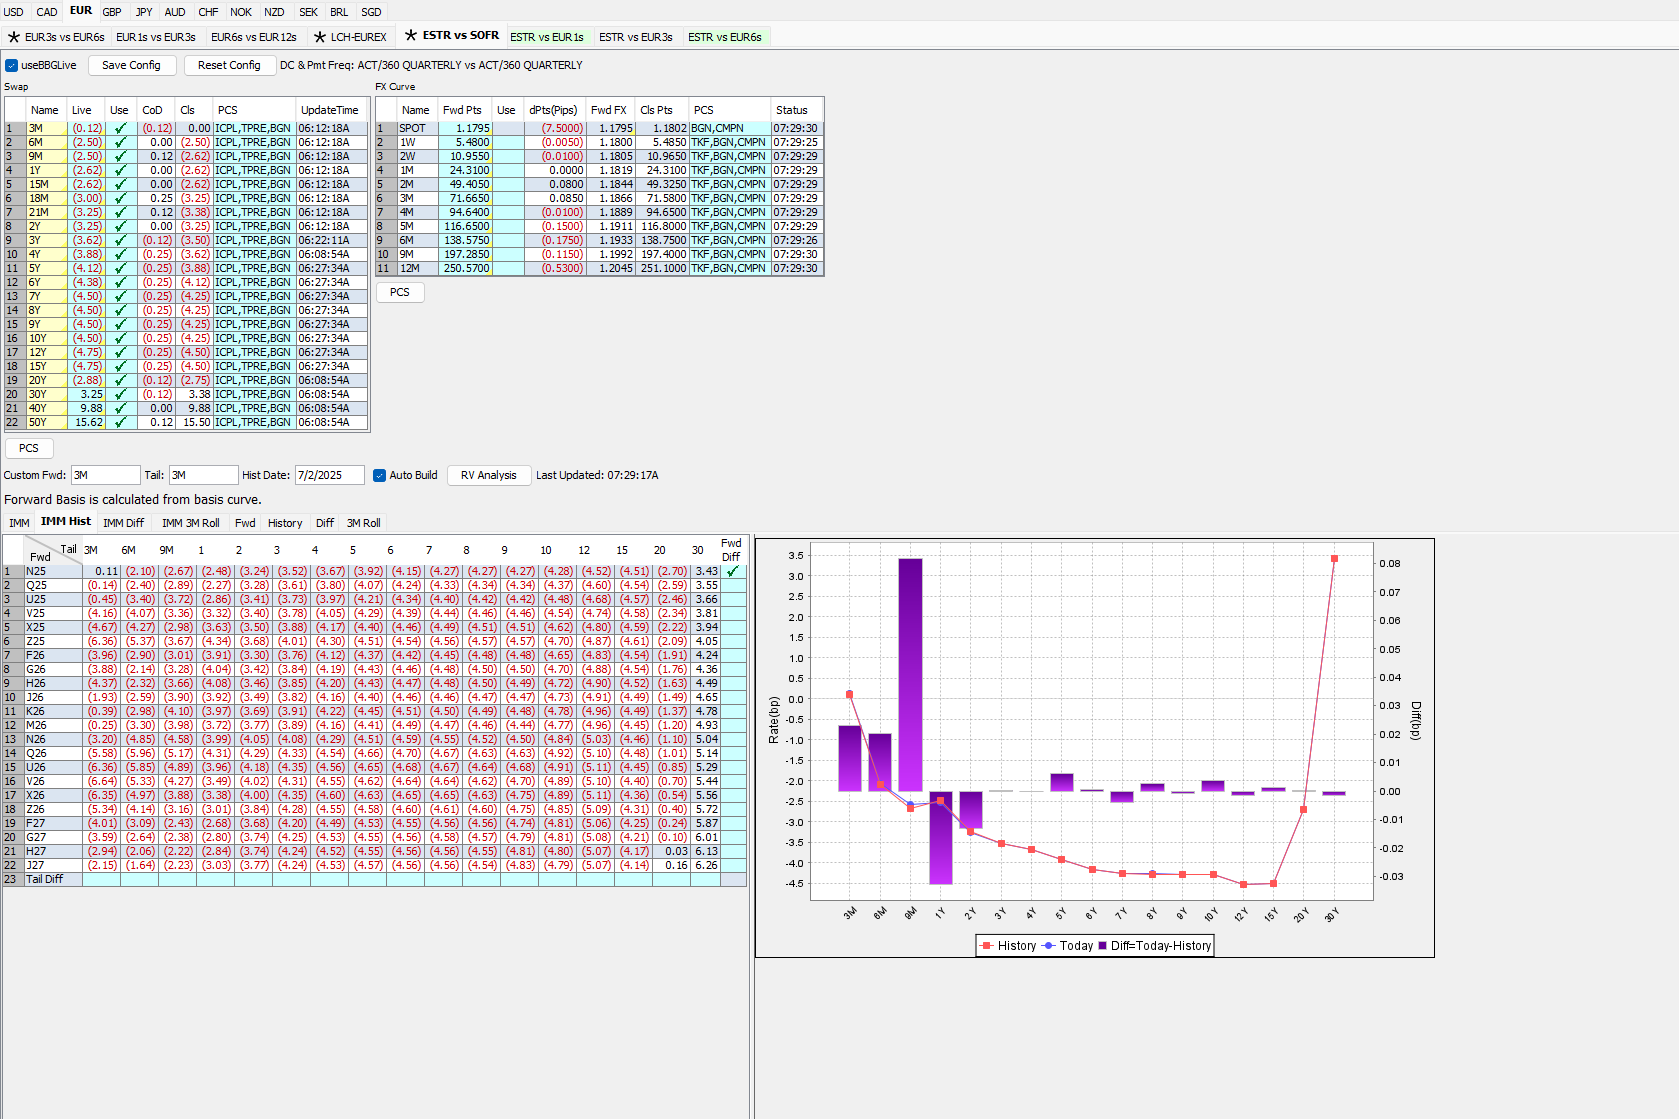 USD CAD EUR GBP JPY AUD CHF NOK NZD SEK BRL SGD
EUR3s vs EUR6s EUR1s vs EUR3s EUR6s vs EUR12s LCH-EUREX ESTR vs SOFR ESTR vs EUR1s ESTR vs EUR3s ESTR vs EUR6s
useBBGLive Save Config Reset Config DC & Pmt Freq: ACT/360 QUARTERLY vs ACT/360 QUARTERLY
Swap
Name Live Use CoD Cls PCS UpdateTime
1 3M (0.12) (0.12) 0.00 ICPL,TPRE,BGN 06:12:18A
2 6M (2.50) 0.00 (2.50) ICPL,TPRE,BGN 06:12:18A
3 9M (2.50) 0.12 (2.62) ICPL,TPRE,BGN 06:12:18A
4 1Y (2.62) 0.00 (2.62) ICPL,TPRE,BGN 06:12:18A
5 15M (2.62) 0.00 (2.62) ICPL,TPRE,BGN 06:12:18A
6 18M (3.00) 0.25 (3.25) ICPL,TPRE,BGN 06:12:18A
7 21M (3.25) 0.12 (3.38) ICPL,TPRE,BGN 06:12:18A
8 2Y (3.25) 0.00 (3.25) ICPL,TPRE,BGN 06:12:18A
9 3Y (3.62) (0.12) (3.50) ICPL,TPRE,BGN 06:22:11A
10 4Y (3.88) (0.25) (3.62) ICPL,TPRE,BGN 06:08:54A
11 5Y (4.12) (0.25) (3.88) ICPL,TPRE,BGN 06:27:34A
12 6Y (4.38) (0.25) (4.12) ICPL,TPRE,BGN 06:27:34A
13 7Y (4.50) (0.25) (4.25) ICPL,TPRE,BGN 06:27:34A
14 8Y (4.50) (0.25) (4.25) ICPL,TPRE,BGN 06:27:34A
15 9Y (4.50) (0.25) (4.25) ICPL,TPRE,BGN 06:27:34A
16 10Y (4.50) (0.25) (4.25) ICPL,TPRE,BGN 06:27:34A
17 12Y (4.75) (0.25) (4.50) ICPL,TPRE,BGN 06:27:34A
18 15Y (4.75) (0.25) (4.50) ICPL,TPRE,BGN 06:27:34A
19 20Y (2.88) (0.12) (2.75) ICPL,TPRE,BGN 06:08:54A
20 30Y 3.25 (0.12) 3.38 ICPL,TPRE,BGN 06:08:54A
21 40Y 9.88 0.00 9.88 ICPL,TPRE,BGN 06:08:54A
22 50Y 15.62 0.12 15.50 ICPL,TPRE,BGN 06:08:54A
PCS
FX Curve
Name Fwd Pts Use dPts(Pips) Fwd FX Cls Pts PCS Status
1 SPOT 1.1795 (7.5000) 1.1795 1.1802 BGN,CMPN 07:29:30
2 1W 5.4800 (0.0050) 1.1800 5.4850 TKF,BGN,CMPN 07:29:25
3 2W 10.9550 (0.0100) 1.1805 10.9650 TKF,BGN,CMPN 07:29:29
4 1M 24.3100 0.0000 1.1819 24.3100 TKF,BGN,CMPN 07:29:29
5 2M 49.4050 0.0800 1.1844 49.3250 TKF,BGN,CMPN 07:29:29
6 3M 71.6650 0.0850 1.1866 71.5800 TKF,BGN,CMPN 07:29:29
7 4M 94.6400 (0.0100) 1.1889 94.6500 TKF,BGN,CMPN 07:29:29
8 5M 116.6500 (0.1500) 1.1911 116.8000 TKF,BGN,CMPN 07:29:29
9 6M 138.5750 (0.1750) 1.1933 138.7500 TKF,BGN,CMPN 07:29:26
10 9M 197.2850 (0.1150) 1.1992 197.4000 TKF,BGN,CMPN 07:29:30
11 12M 250.5700 (0.5300) 1.2045 251.1000 TKF,BGN,CMPN 07:29:30
PCS
Custom Fwd: 3M Tail: 3M Hist Date: 7/2/2025 Auto Build RV Analysis Last Updated: 07:29:17A
Forward Basis is calculated from basis curve.
IMM IMM Hist IMM Diff IMM 3M Roll Fwd History Diff 3M Roll
Fwd Tail 3M 6M 9M 1 2 3 4 5 6 7 8 9 10 12 15 20 30 Fwd Diff
1 N25 0.11 (2.10) (2.67) (2.48) (3.24) (3.52) (3.67) (3.92) (4.15) (4.27) (4.27) (4.27) (4.28) (4.52) (4.51) (2.70) 3.43
2 Q25 (0.14) (2.40) (2.89) (2.27) (3.28) (3.61) (3.80) (4.07) (4.24) (4.33) (4.34) (4.34) (4.37) (4.60) (4.54) (2.59) 3.55
3 U25 (0.45) (3.40) (3.72) (2.86) (3.41) (3.73) (3.97) (4.21) (4.34) (4.40) (4.42) (4.42) (4.48) (4.68) (4.57) (2.46) 3.66
4 V25 (4.16) (4.07) (3.36) (3.32) (3.40) (3.78) (4.05) (4.29) (4.39) (4.44) (4.46) (4.46) (4.54) (4.74) (4.58) (2.34) 3.81
5 X25 (4.67) (4.27) (2.98) (3.63) (3.50) (3.88) (4.17) (4.40) (4.46) (4.49) (4.51) (4.51) (4.62) (4.80) (4.59) (2.22) 3.94
6 Z25 (6.36) (5.37) (3.67) (4.34) (3.68) (4.01) (4.30) (4.51) (4.54) (4.56) (4.57) (4.57) (4.70) (4.87) (4.61) (2.09) 4.05
7 F26 (3.96) (2.90) (3.01) (3.91) (3.30) (3.76) (4.12) (4.37) (4.42) (4.45) (4.48) (4.48) (4.65) (4.83) (4.54) (1.91) 4.24
8 G26 (3.88) (2.14) (3.28) (4.04) (3.42) (3.84) (4.19) (4.43) (4.46) (4.48) (4.50) (4.50) (4.70) (4.88) (4.54) (1.76) 4.36
9 H26 (4.37) (2.32) (3.66) (4.08) (3.46) (3.85) (4.20) (4.43) (4.47) (4.48) (4.50) (4.49) (4.72) (4.90) (4.52) (1.63) 4.49
10 J26 (1.93) (2.59) (3.90) (3.92) (3.49) (3.82) (4.16) (4.40) (4.46) (4.46) (4.47) (4.47) (4.73) (4.91) (4.49) (1.49) 4.65
11 K26 (0.39) (2.98) (4.10) (3.97) (3.69) (3.91) (4.22) (4.45) (4.51) (4.50) (4.49) (4.48) (4.78) (4.96) (4.49) (1.37) 4.78
12 M26 (0.25) (3.30) (3.98) (3.72) (3.77) (3.89) (4.16) (4.41) (4.49) (4.47) (4.46) (4.44) (4.77) (4.96) (4.45) (1.20) 4.93
13 N26 (3.20) (4.85) (4.58) (3.99) (4.05) (4.08) (4.29) (4.51) (4.59) (4.55) (4.52) (4.50) (4.84) (5.03) (4.46) (1.10) 5.04
14 Q26 (5.58) (5.96) (5.17) (4.31) (4.29) (4.33) (4.54) (4.66) (4.70) (4.67) (4.63) (4.63) (4.92) (5.10) (4.48) (1.01) 5.14
15 U26 (6.36) (5.85) (4.89) (3.96) (4.18) (4.35) (4.56) (4.65) (4.68) (4.67) (4.64) (4.68) (4.91) (5.11) (4.45) (0.85) 5.29
16 V26 (6.64) (5.33) (4.27) (3.49) (4.02) (4.31) (4.55) (4.62) (4.64) (4.64) (4.62) (4.70) (4.89) (5.10) (4.40) (0.70) 5.44
17 X26 (6.35) (4.97) (3.88) (3.38) (4.00) (4.35) (4.60) (4.63) (4.65) (4.65) (4.63) (4.75) (4.89) (5.11) (4.36) (0.54) 5.56
18 Z26 (5.34) (4.14) (3.16) (3.01) (3.84) (4.28) (4.55) (4.58) (4.60) (4.61) (4.60) (4.75) (4.85) (5.09) (4.31) (0.40) 5.72
19 F27 (4.01) (3.09) (2.43) (2.68) (3.68) (4.20) (4.49) (4.53) (4.55) (4.56) (4.56) (4.74) (4.81) (5.06) (4.25) (0.24) 5.87
20 G27 (3.59) (2.64) (2.38) (2.80) (3.74) (4.25) (4.53) (4.55) (4.56) (4.58) (4.57) (4.79) (4.81) (5.08) (4.21) (0.10) 6.01
21 H27 (2.94) (2.06) (2.22) (2.84) (3.74) (4.24) (4.52) (4.55) (4.56) (4.56) (4.55) (4.81) (4.80) (5.07) (4.17) 0.03 6.13
22 J27 (2.15) (1.64) (2.23) (3.03) (3.77) (4.24) (4.53) (4.57) (4.56) (4.56) (4.54) (4.83) (4.79) (5.07) (4.14) 0.16 6.26
23 Tail Diff
Rate(bp)
3.5
3.0
2.5
2.0
1.5
1.0
0.5
0.0
-0.5
-1.0
-1.5
-2.0
-2.5
-3.0
-3.5
-4.0
-4.5
0.08
0.07
0.06
0.05
0.04
0.03
0.02
0.01
0.00
-0.01
-0.02
-0.03
Diff(bp)
3M 6M 9M 1Y 2Y 3Y 4Y 5Y 6Y 7Y 8Y 9Y 10Y 12Y 15Y 20Y 30Y
History Today Diff=Today-History